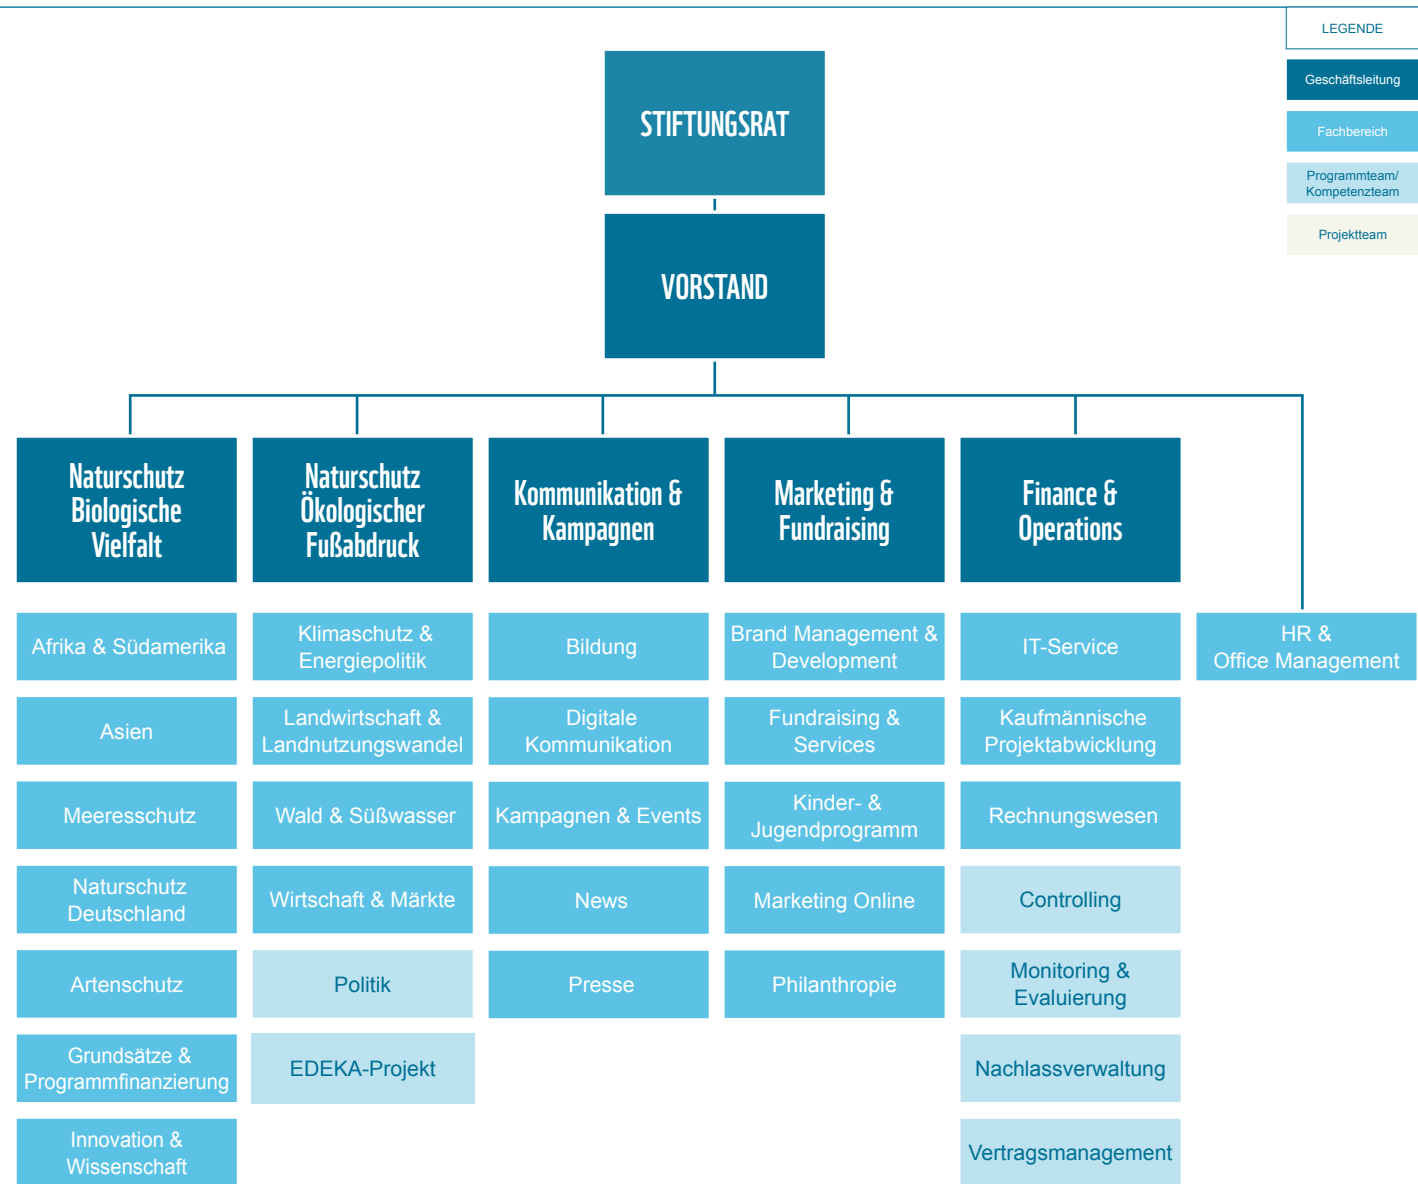 LEGENDE
Geschäftsleitung
Fachbereich
Programmteam/
Kompetenzteam
Projektteam
STIFTUNGSRAT
VORSTAND
Naturschutz
Biologische
Vielfalt
Afrika & Südamerika
Asien
Meeresschutz
Naturschutz
Deutschland
Artenschutz
Grundsätze &
Programmfinanzierung
Innovation &
Wissenschaft
Naturschutz
Ökologischer
Fußabdruck
Klimaschutz &
Energiepolitik
Landwirtschaft &
Landnutzungswandel
Wald & Süßwasser
Wirtschaft & Märkte
Politik
EDEKA-Projekt
Kommunikation &
Kampagnen
Bildung
Digitale
Kommunikation
Kampagnen & Events
News
Presse
Marketing &
Fundraising
Brand Management &
Development
Fundraising &
Services
Kinder- &
Jugendprogramm
Marketing Online
Philanthropie
Finance &
Operations
IT-Service
Kaufmännische
Projektabwicklung
Rechnungswesen
Controlling
Monitoring &
Evaluierung
Nachlassverwaltung
Vertragsmanagement
HR &
Office Management